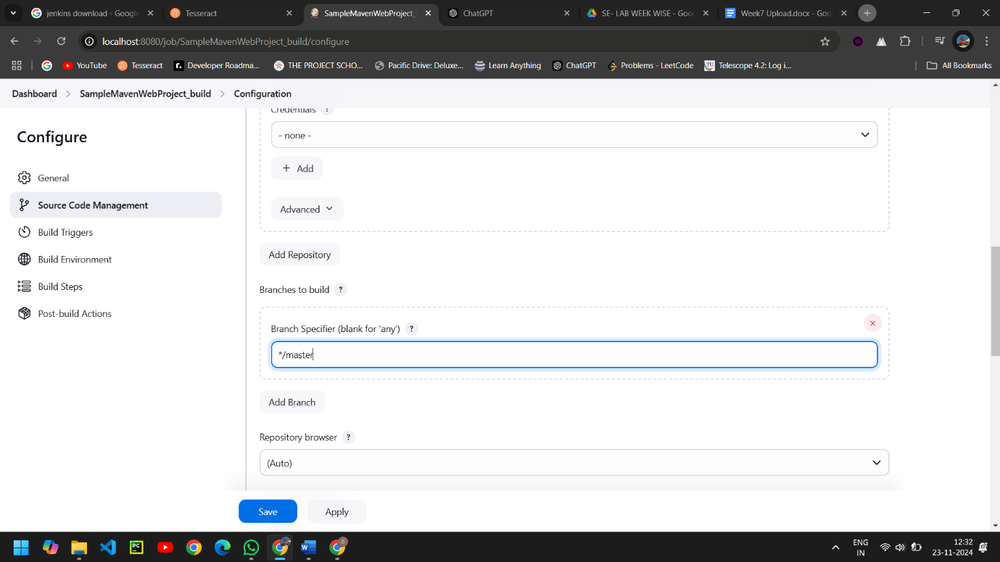 jenkins download - Google
Tesseract
SampleMavenWebProject_
ChatGPT
SE- LAB WEEK WISE - Goo
Week7 Upload.docx - Goo
localhost:8080/job/SampleMavenWebProject_build/configure
YouTube
Tesseract
Developer Roadma...
THE PROJECT SCHO...
Pacific Drive: Deluxe...
Learn Anything
ChatGPT
Problems - LeetCode
Telescope 4.2: Log i...
All Bookmarks
Dashboard > SampleMavenWebProject_build > Configuration
Configure
General
Source Code Management
Build Triggers
Build Environment
Build Steps
Post-build Actions
Credentials ?
- none -
+ Add
Advanced
Add Repository
Branches to build ?
Branch Specifier (blank for 'any') ?
*/master
Add Branch
Repository browser ?
(Auto)
Save
Apply
ENG
IN
12:32
23-11-2024